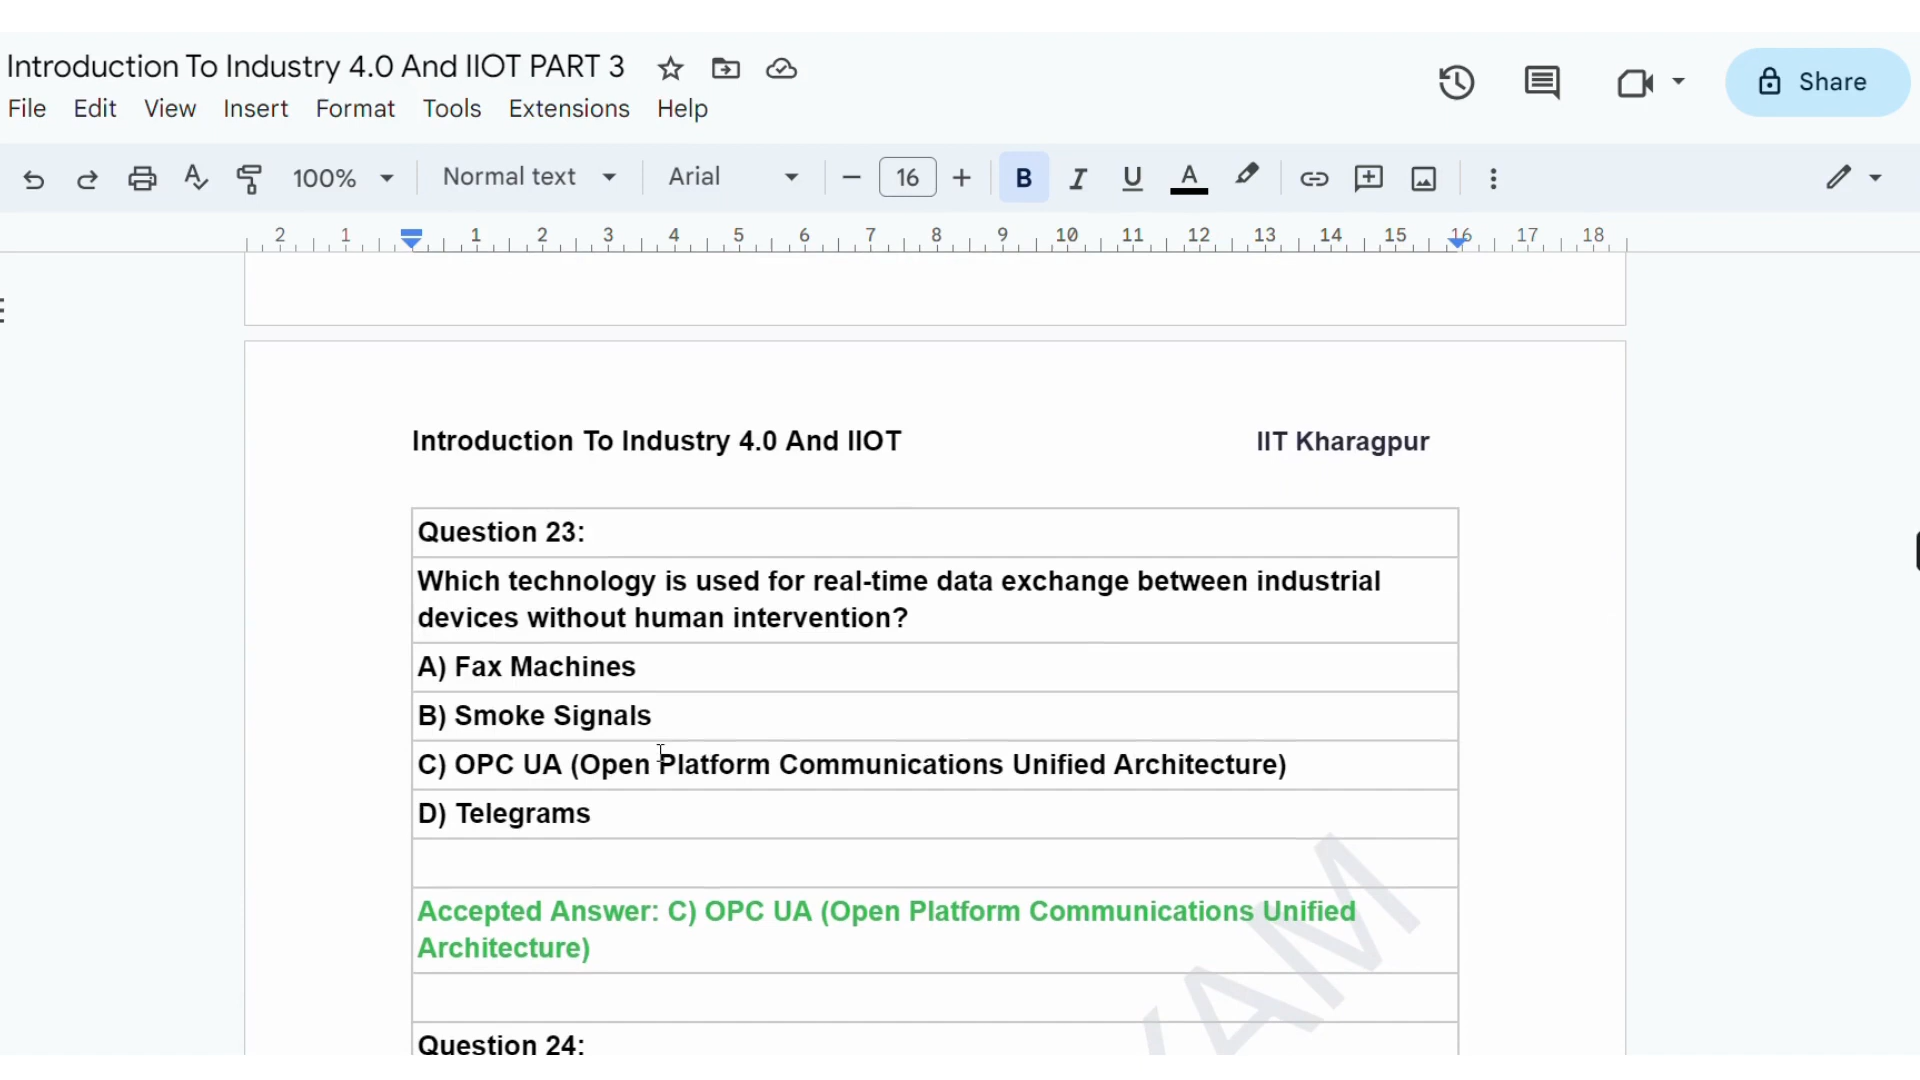 Introduction To Industry 4.0 And IIOT PART 3
File Edit View Insert Format Tools Extensions Help
Share
100% Normal text Arial 16 B I U A
2 1 1 2 3 4 5 6 7 8 9 10 11 12 13 14 15 16 17 18
Introduction To Industry 4.0 And IIOT IIT Kharagpur
Question 23:
Which technology is used for real-time data exchange between industrial
devices without human intervention?
A) Fax Machines
B) Smoke Signals
C) OPC UA (Open Platform Communications Unified Architecture)
D) Telegrams
Accepted Answer: C) OPC UA (Open Platform Communications Unified
Architecture)
Question 24: